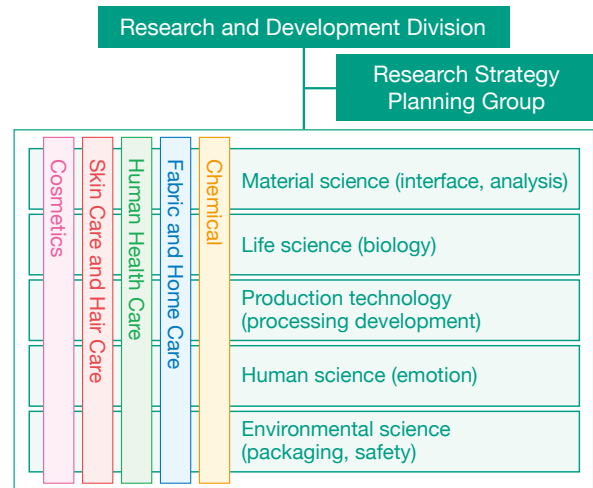 Research and Development Division
Research Strategy
Planning Group
Cosmetics
Skin Care and Hair Care
Human Health Care
Fabric and Home Care
Chemical
Material science (interface, analysis)
Life science (biology)
Production technology
(processing development)
Human science (emotion)
Environmental science
(packaging, safety)